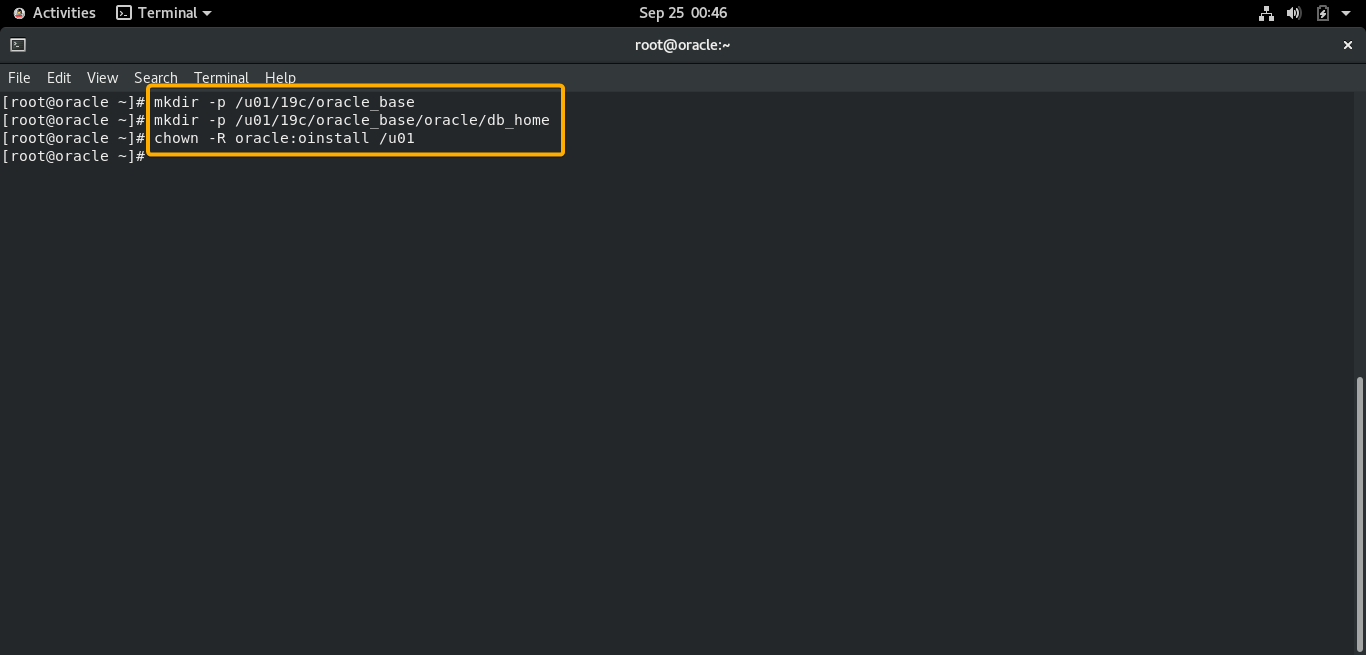 Activities Terminal Sep 25 00:46
root@oracle:~ ×
File Edit View Search Terminal Help
[root@oracle ~]# mkdir -p /u01/19c/oracle_base
[root@oracle ~]# mkdir -p /u01/19c/oracle_base/oracle/db_home
[root@oracle ~]# chown -R oracle:oinstall /u01
[root@oracle ~]#